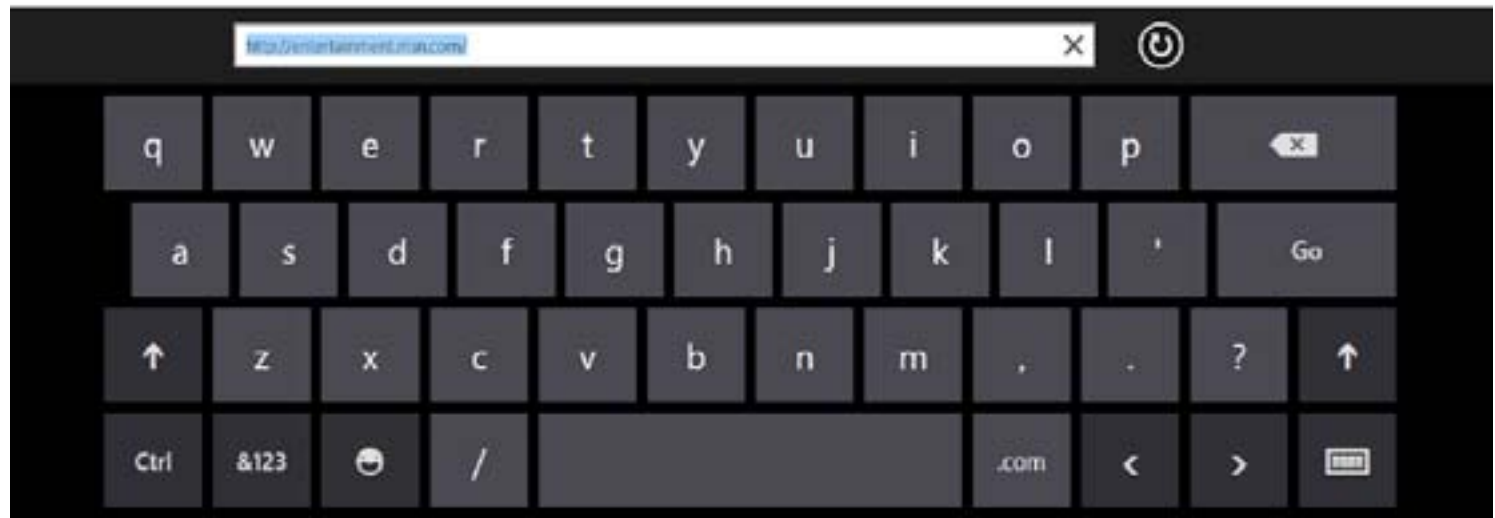 http://entertainment.msn.com/
q w e r t y u i o p
a s d f g h j k l ' Go
z x c v b n m , . ?
Ctrl &123 / .com < >